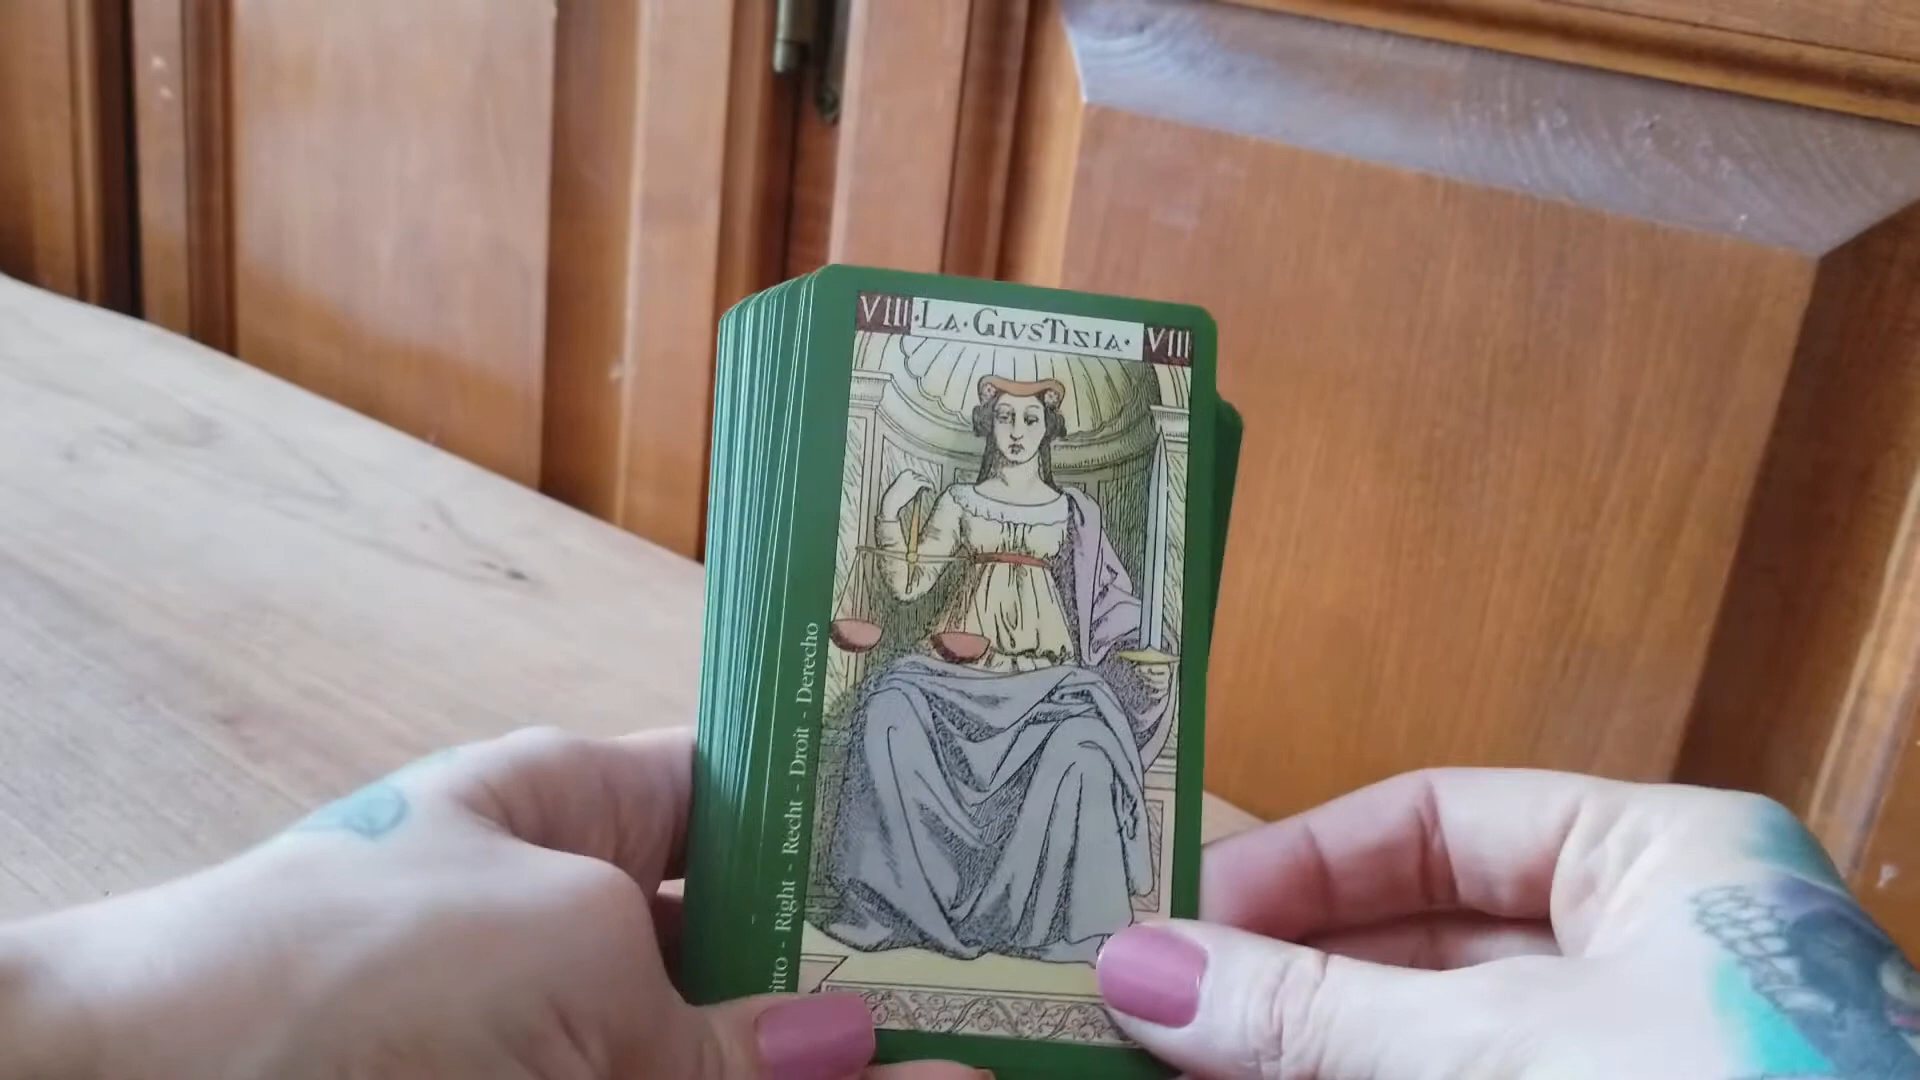 VIII · LA · GIVSTIZIA · VIII
Right - Recht - Droit - Derecho